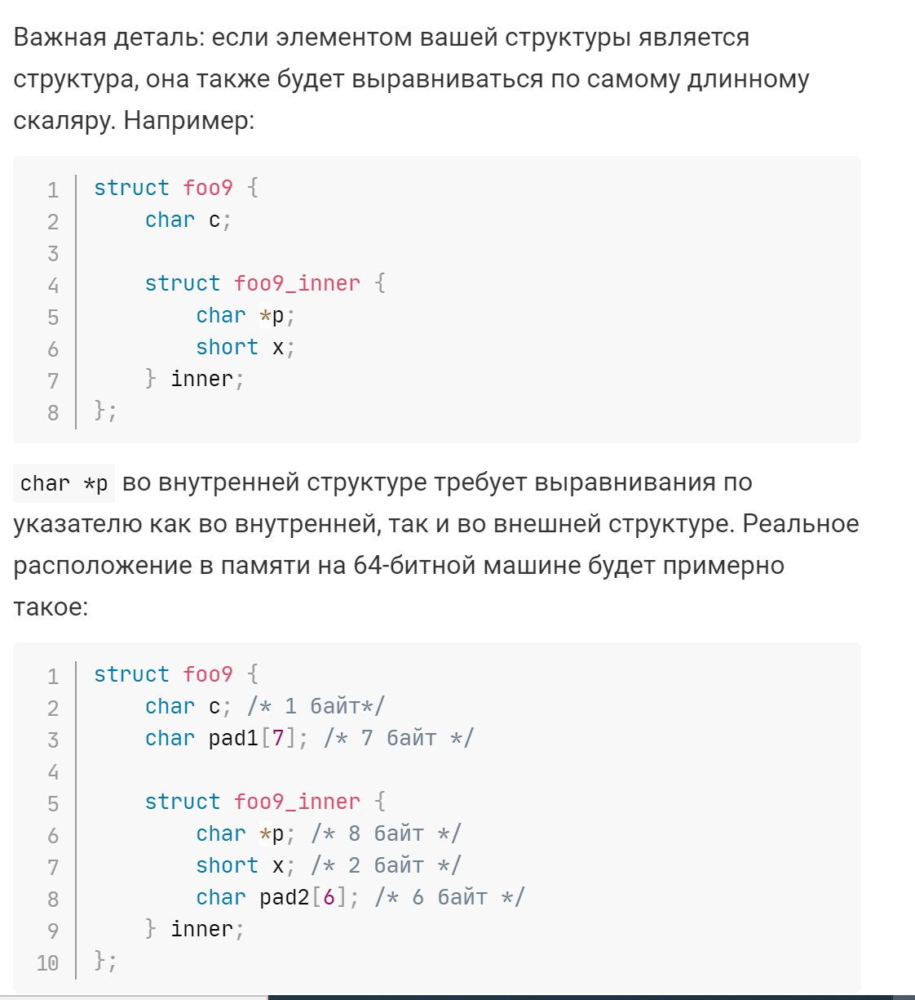 Важная деталь: если элементом вашей структуры является
структура, она также будет выравниваться по самому длинному
скаляру. Например:
1 struct foo9 {
2     char c;
3
4     struct foo9_inner {
5         char *p;
6         short x;
7     } inner;
8 };
char *p во внутренней структуре требует выравнивания по
указателю как во внутренней, так и во внешней структуре. Реальное
расположение в памяти на 64-битной машине будет примерно
такое:
1 struct foo9 {
2     char c; /* 1 байт*/
3     char pad1[7]; /* 7 байт */
4
5     struct foo9_inner {
6         char *p; /* 8 байт */
7         short x; /* 2 байт */
8         char pad2[6]; /* 6 байт */
9     } inner;
10 };